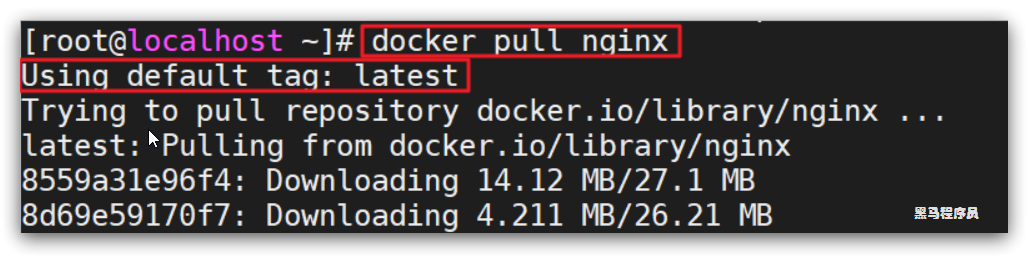 [root@localhost ~]# docker pull nginx
Using default tag: latest
Trying to pull repository docker.io/library/nginx ...
latest: Pulling from docker.io/library/nginx
8559a31e96f4: Downloading 14.12 MB/27.1 MB
8d69e59170f7: Downloading 4.211 MB/26.21 MB
黑马程序员